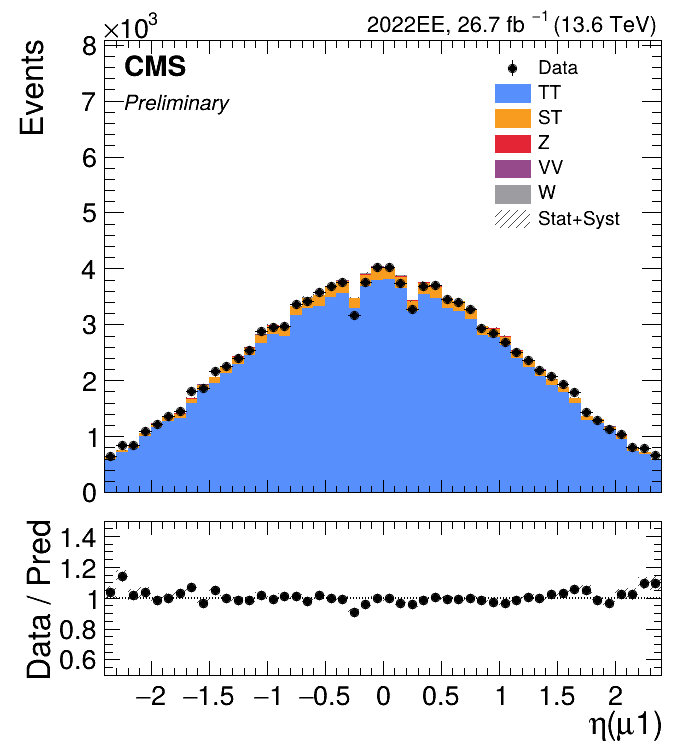 ×10³
2022EE, 26.7 fb ⁻¹ (13.6 TeV)
Events
CMS
Preliminary
Data
TT
ST
Z
VV
W
Stat+Syst
8
7
6
5
4
3
2
1
0
Data / Pred
1.4
1.2
1
0.8
0.6
−2 −1.5 −1 −0.5 0 0.5 1 1.5 2
η(μ1)